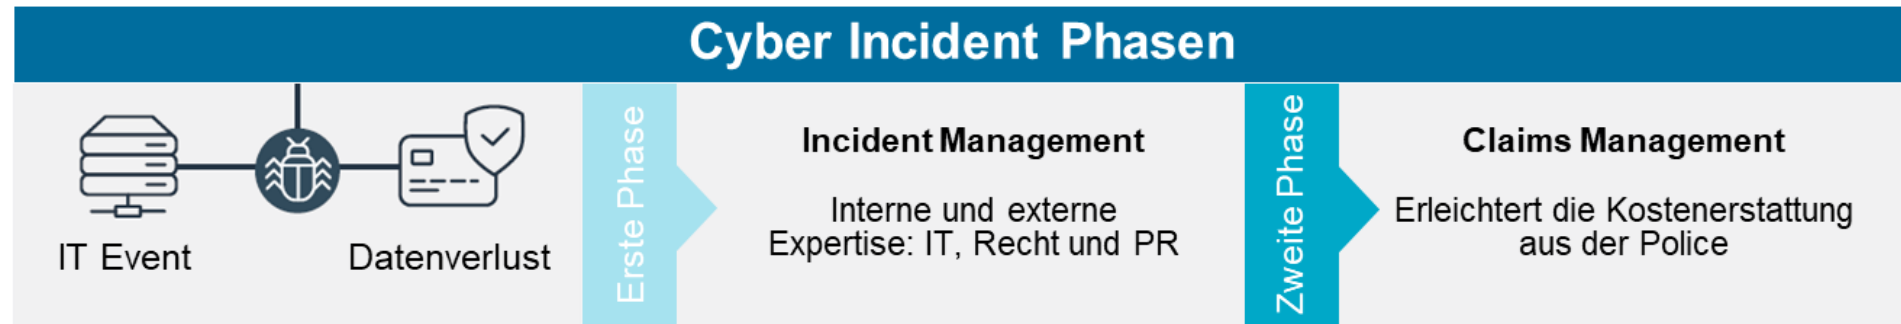 Cyber Incident Phasen
IT Event
Datenverlust
Erste Phase
Incident Management
Interne und externe
Expertise: IT, Recht und PR
Zweite Phase
Claims Management
Erleichtert die Kostenerstattung
aus der Police